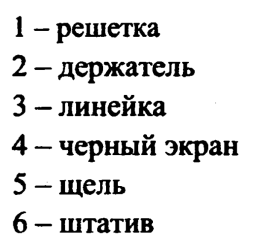 1 – решетка
2 – держатель
3 – линейка
4 – черный экран
5 – щель
6 – штатив